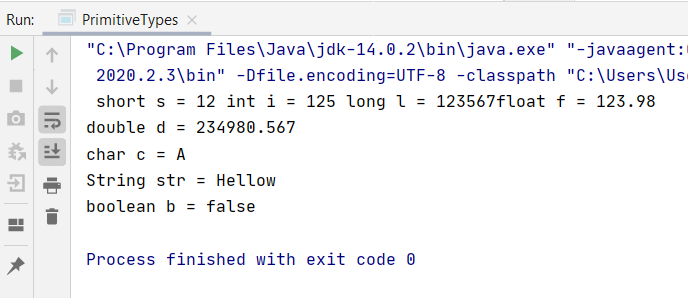 Run: PrimitiveTypes
"C:\Program Files\Java\jdk-14.0.2\bin\java.exe" "-javaagent:
2020.2.3\bin" -Dfile.encoding=UTF-8 -classpath "C:\Users\Use
short s = 12 int i = 125 long l = 123567float f = 123.98
double d = 234980.567
char c = A
String str = Hellow
boolean b = false
Process finished with exit code 0